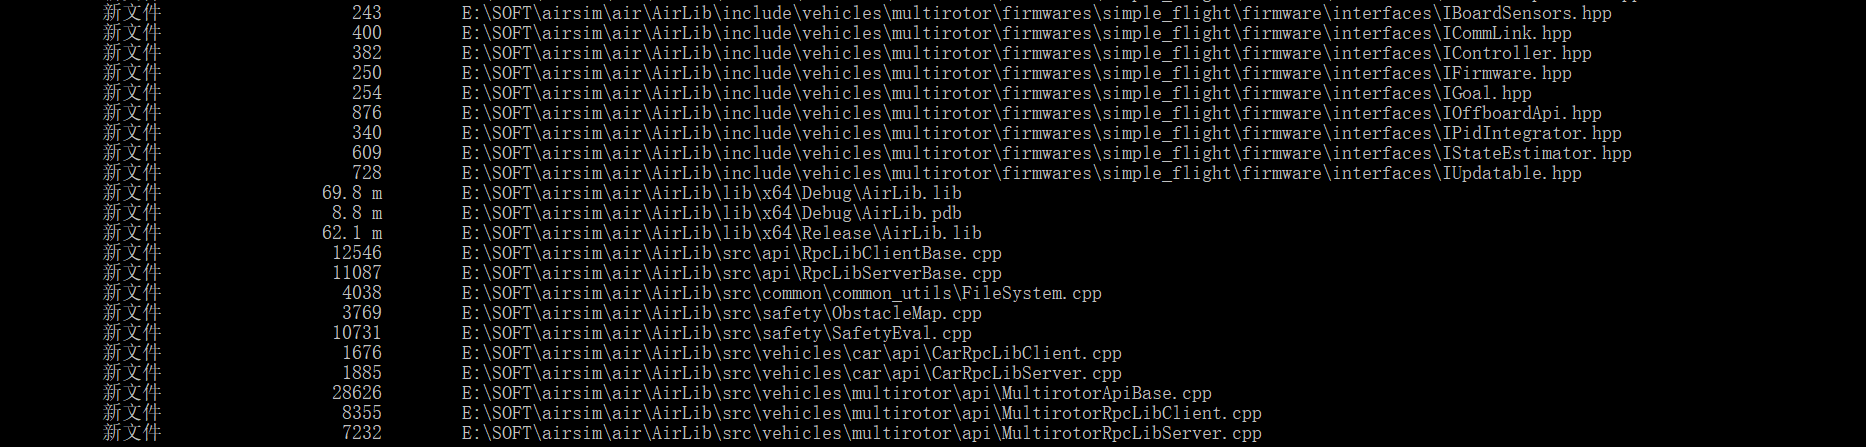 新文件 243 E:\SOFT\airsim\air\AirLib\include\vehicles\multirotor\firmwares\simple_flight\firmware\interfaces\IBoardSensors.hpp
新文件 400 E:\SOFT\airsim\air\AirLib\include\vehicles\multirotor\firmwares\simple_flight\firmware\interfaces\ICommLink.hpp
新文件 382 E:\SOFT\airsim\air\AirLib\include\vehicles\multirotor\firmwares\simple_flight\firmware\interfaces\IController.hpp
新文件 250 E:\SOFT\airsim\air\AirLib\include\vehicles\multirotor\firmwares\simple_flight\firmware\interfaces\IFirmware.hpp
新文件 254 E:\SOFT\airsim\air\AirLib\include\vehicles\multirotor\firmwares\simple_flight\firmware\interfaces\IGoal.hpp
新文件 876 E:\SOFT\airsim\air\AirLib\include\vehicles\multirotor\firmwares\simple_flight\firmware\interfaces\IOffboardApi.hpp
新文件 340 E:\SOFT\airsim\air\AirLib\include\vehicles\multirotor\firmwares\simple_flight\firmware\interfaces\IPidIntegrator.hpp
新文件 609 E:\SOFT\airsim\air\AirLib\include\vehicles\multirotor\firmwares\simple_flight\firmware\interfaces\IStateEstimator.hpp
新文件 728 E:\SOFT\airsim\air\AirLib\include\vehicles\multirotor\firmwares\simple_flight\firmware\interfaces\IUpdatable.hpp
新文件 69.8 m E:\SOFT\airsim\air\AirLib\lib\x64\Debug\AirLib.lib
新文件 8.8 m E:\SOFT\airsim\air\AirLib\lib\x64\Debug\AirLib.pdb
新文件 62.1 m E:\SOFT\airsim\air\AirLib\lib\x64\Release\AirLib.lib
新文件 12546 E:\SOFT\airsim\air\AirLib\src\api\RpcLibClientBase.cpp
新文件 11087 E:\SOFT\airsim\air\AirLib\src\api\RpcLibServerBase.cpp
新文件 4038 E:\SOFT\airsim\air\AirLib\src\common\common_utils\FileSystem.cpp
新文件 3769 E:\SOFT\airsim\air\AirLib\src\safety\ObstacleMap.cpp
新文件 10731 E:\SOFT\airsim\air\AirLib\src\safety\SafetyEval.cpp
新文件 1676 E:\SOFT\airsim\air\AirLib\src\vehicles\car\api\CarRpcLibClient.cpp
新文件 1885 E:\SOFT\airsim\air\AirLib\src\vehicles\car\api\CarRpcLibServer.cpp
新文件 28626 E:\SOFT\airsim\air\AirLib\src\vehicles\multirotor\api\MultirotorApiBase.cpp
新文件 8355 E:\SOFT\airsim\air\AirLib\src\vehicles\multirotor\api\MultirotorRpcLibClient.cpp
新文件 7232 E:\SOFT\airsim\air\AirLib\src\vehicles\multirotor\api\MultirotorRpcLibServer.cpp